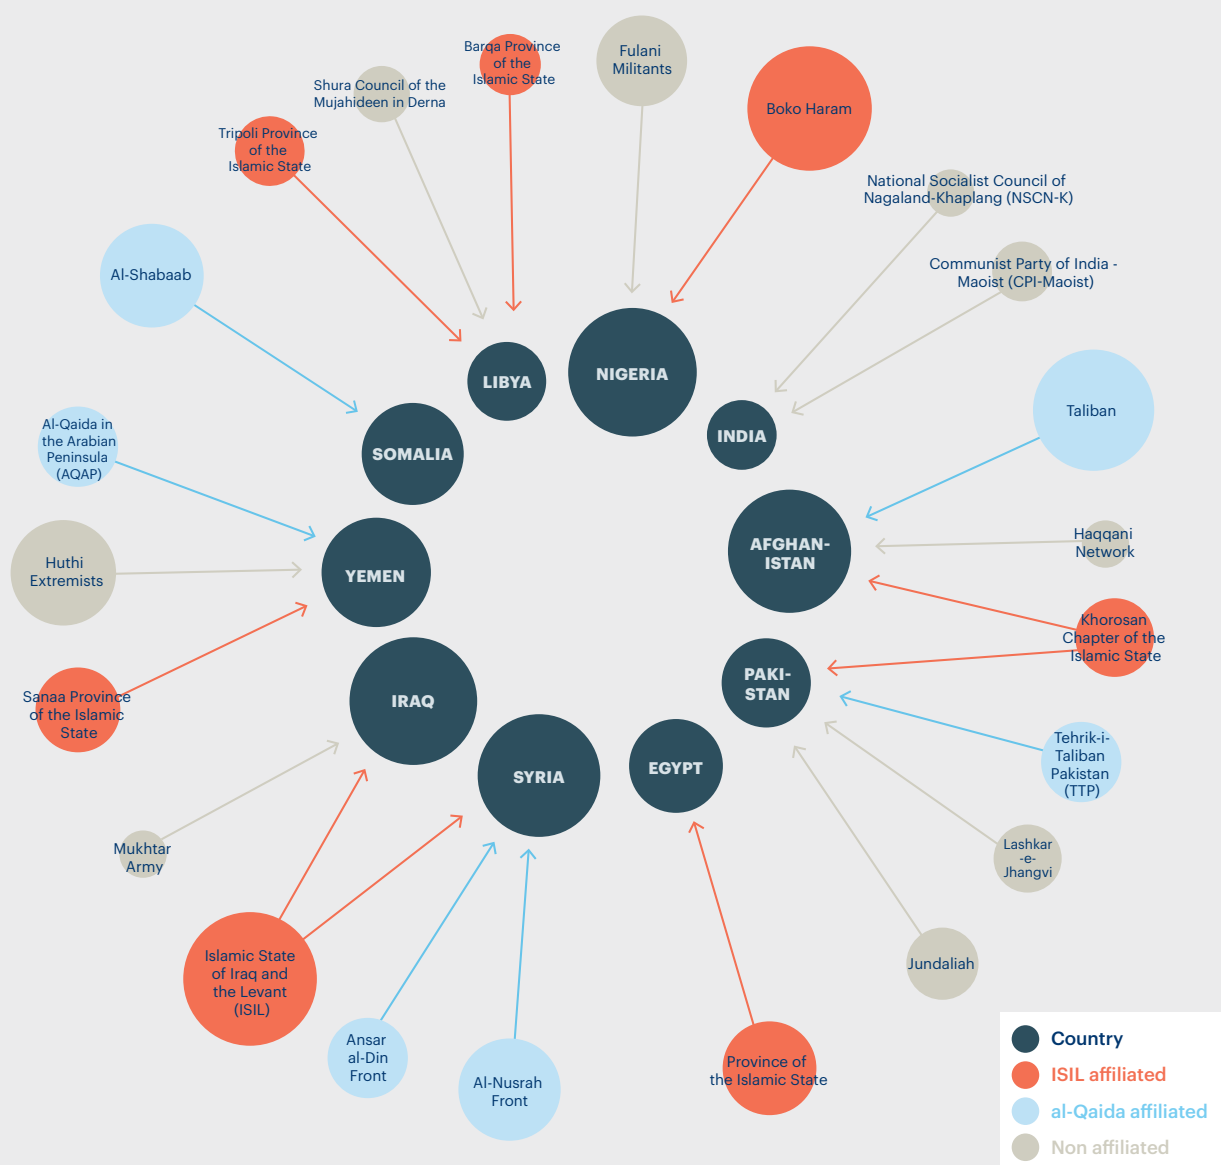 Barqa Province
of the
Islamic State
Fulani
Militants
Shura Council of the
Mujahideen in Derna
Boko Haram
Tripoli Province
of the
Islamic State
National Socialist Council of
Nagaland-Khaplang (NSCN-K)
Communist Party of India -
Maoist (CPI-Maoist)
Al-Shabaab
LIBYA
NIGERIA
INDIA
Taliban
SOMALIA
Al-Qaida in
the Arabian
Peninsula
(AQAP)
AFGHAN-
ISTAN
Haqqani
Network
Huthi
Extremists
YEMEN
Khorosan
Chapter of the
Islamic State
PAKI-
STAN
Sanaa Province
of the Islamic
State
IRAQ
SYRIA
EGYPT
Tehrik-i-
Taliban
Pakistan
(TTP)
Mukhtar
Army
Lashkar
-e-
Jhangvi
Islamic State
of Iraq and
the Levant
(ISIL)
Jundaliah
Ansar
al-Din
Front
Al-Nusrah
Front
Province of
the Islamic State
Country
ISIL affiliated
al-Qaida affiliated
Non affiliated